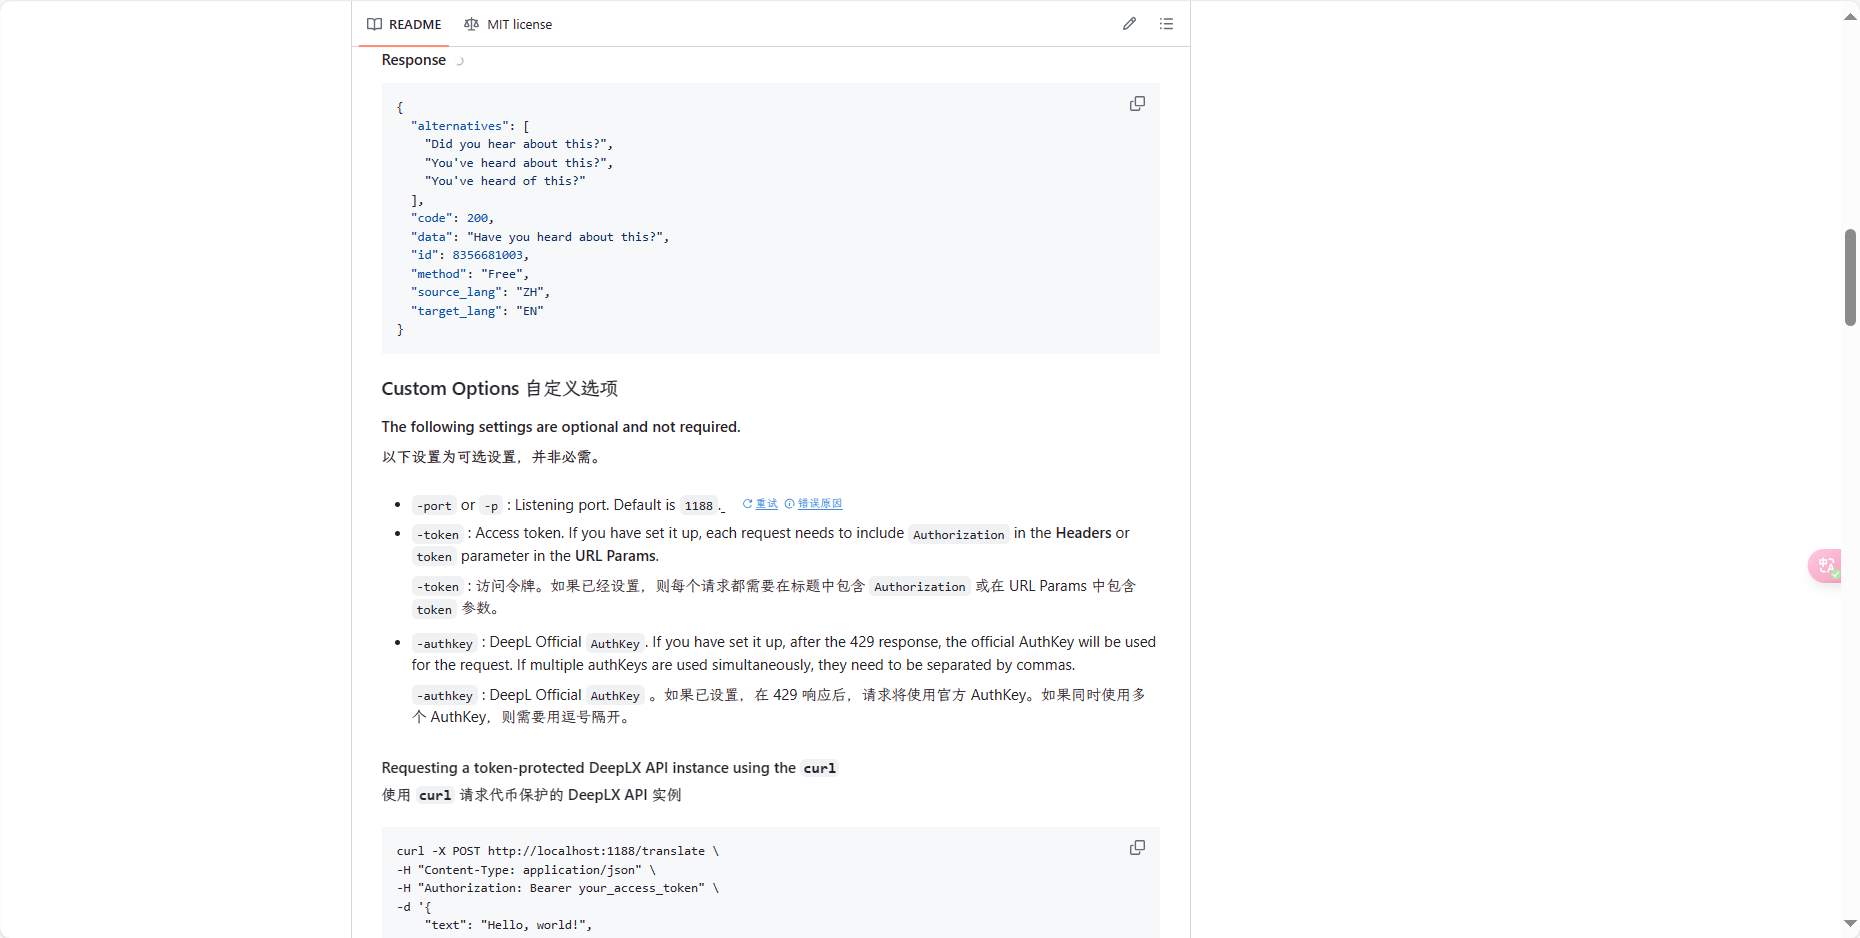 README MIT license
Response
{
"alternatives": [
"Did you hear about this?",
"You've heard about this?",
"You've heard of this?"
],
"code": 200,
"data": "Have you heard about this?",
"id": 8356681003,
"method": "Free",
"source_lang": "ZH",
"target_lang": "EN"
}
Custom Options 自定义选项
The following settings are optional and not required.
以下设置为可选设置，并非必需。
-port or -p : Listening port. Default is 1188 . 重试 错误原因
-token : Access token. If you have set it up, each request needs to include Authorization in the Headers or
token parameter in the URL Params.
-token : 访问令牌。如果已经设置，则每个请求都需要在标题中包含 Authorization 或在 URL Params 中包含
token 参数。
-authkey : DeepL Official AuthKey . If you have set it up, after the 429 response, the official AuthKey will be used
for the request. If multiple authKeys are used simultaneously, they need to be separated by commas.
-authkey : DeepL Official AuthKey 。如果已设置，在 429 响应后，请求将使用官方 AuthKey。如果同时使用多
个 AuthKey，则需要用逗号隔开。
Requesting a token-protected DeepLX API instance using the curl
使用 curl 请求代币保护的 DeepLX API 实例
curl -X POST http://localhost:1188/translate \
-H "Content-Type: application/json" \
-H "Authorization: Bearer your_access_token" \
-d '{
"text": "Hello, world!",